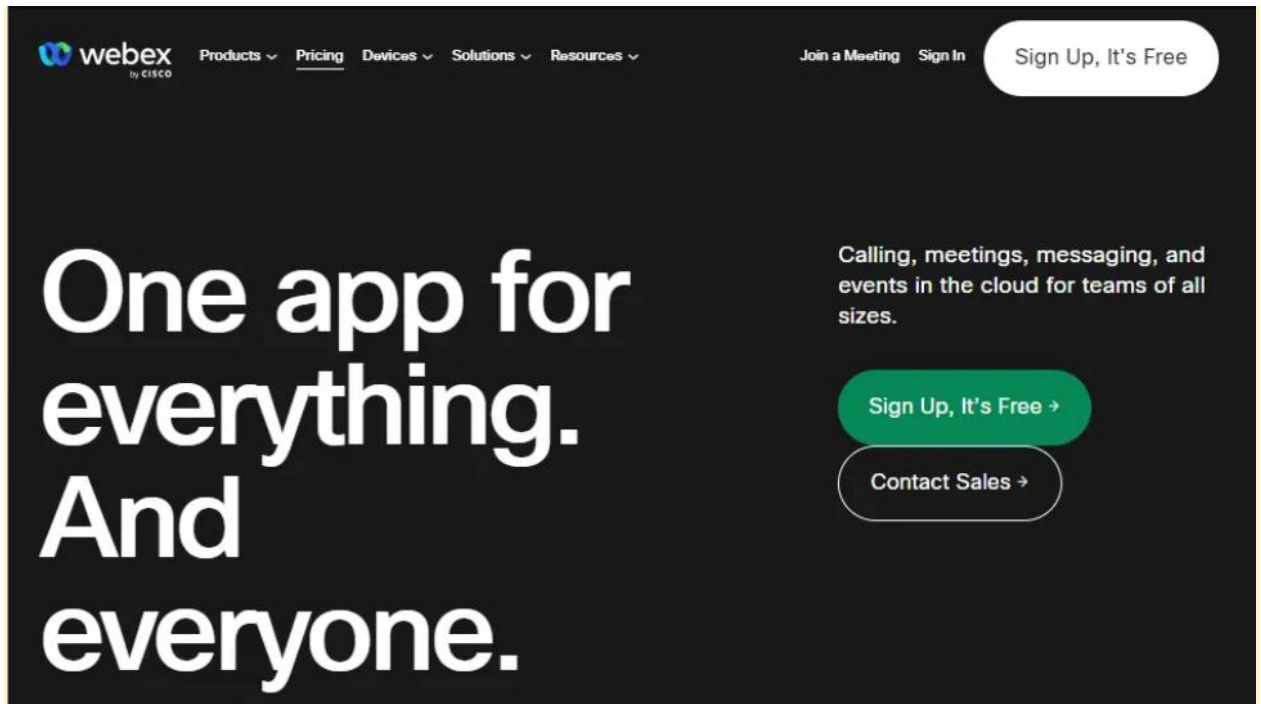 webex
by CISCO
Products
Pricing
Devices
Solutions
Resources
Join a Meeting
Sign In
Sign Up, It's Free
One app for
everything.
And
everyone.
Calling, meetings, messaging, and
events in the cloud for teams of all
sizes.
Sign Up, It's Free →
Contact Sales →